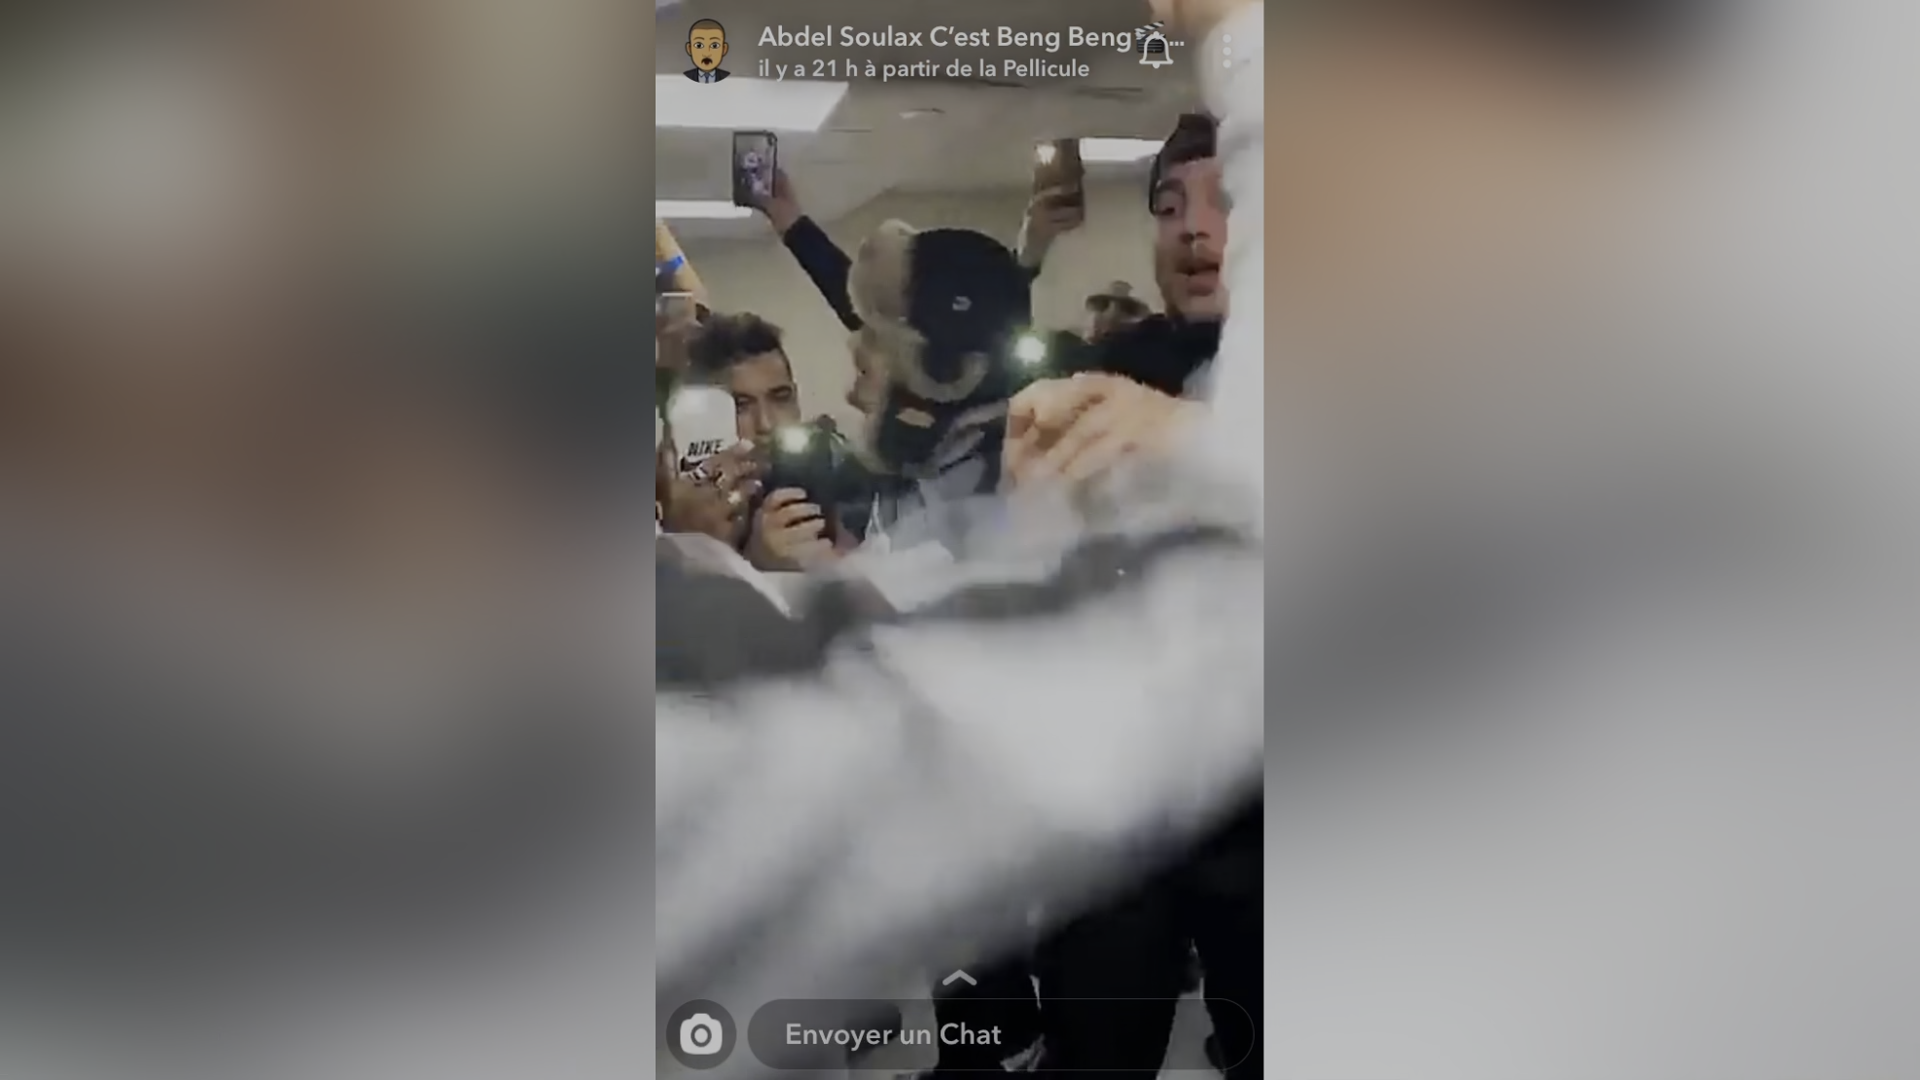 Abdel Soulax C’est Beng Beng🎬...
il y a 21 h à partir de la Pellicule
NIKE
Envoyer un Chat